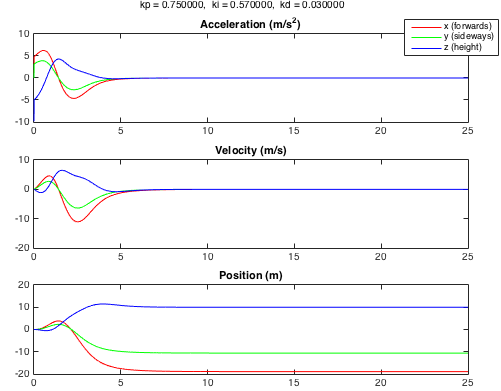 kp = 0.750000, ki = 0.570000, kd = 0.030000
Acceleration (m/s²)
x (forwards)
y (sideways)
z (height)
10
5
0
-5
-10
0 5 10 15 20 25
Velocity (m/s)
10
0
-10
-20
0 5 10 15 20 25
Position (m)
20
10
0
-10
-20
0 5 10 15 20 25